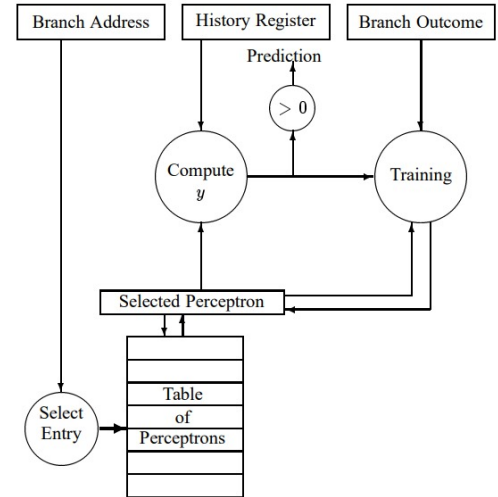 Branch Address
History Register
Branch Outcome
Prediction
> 0
Compute
y
Training
Selected Perceptron
Table
of
Perceptrons
Select
Entry